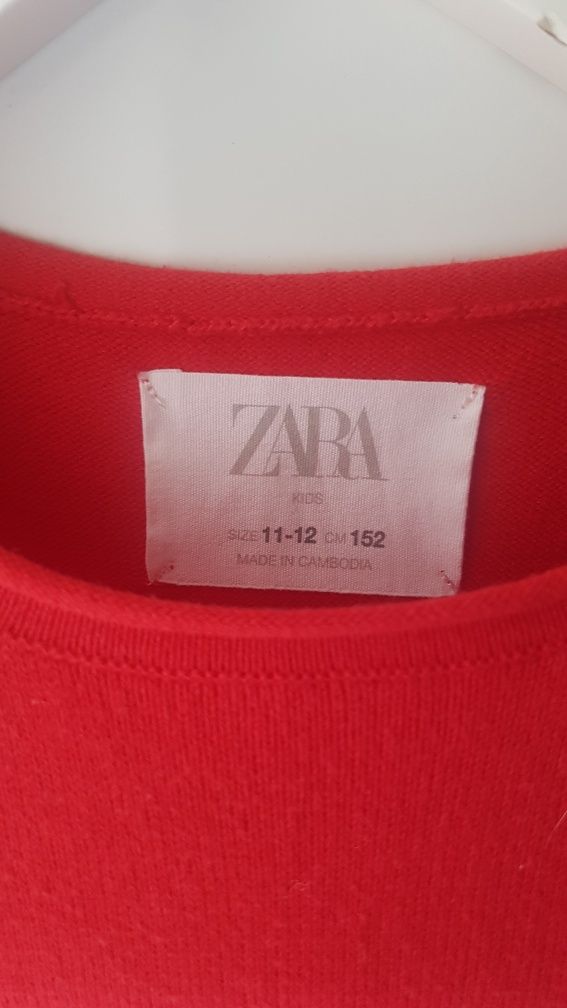 ZARA
KIDS
SIZE 11-12 CM 152
MADE IN CAMBODIA